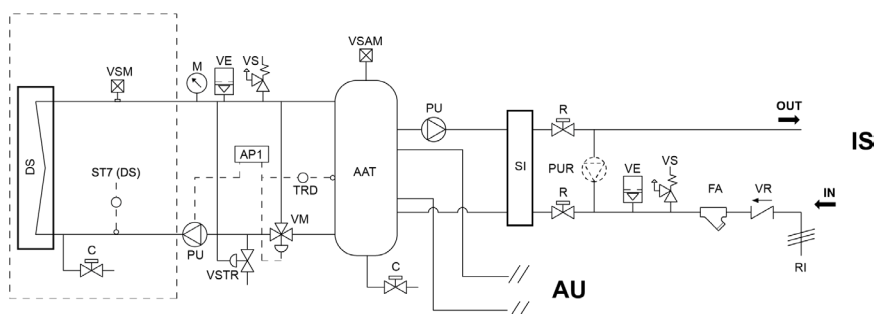 VSAM
M VE VS
VSM
PU R OUT
IS
AP1
DS ST7 (DS) TRD AAT SI PUR VE VS
R FA VR IN
PU VM
C VSTR C RI
AU